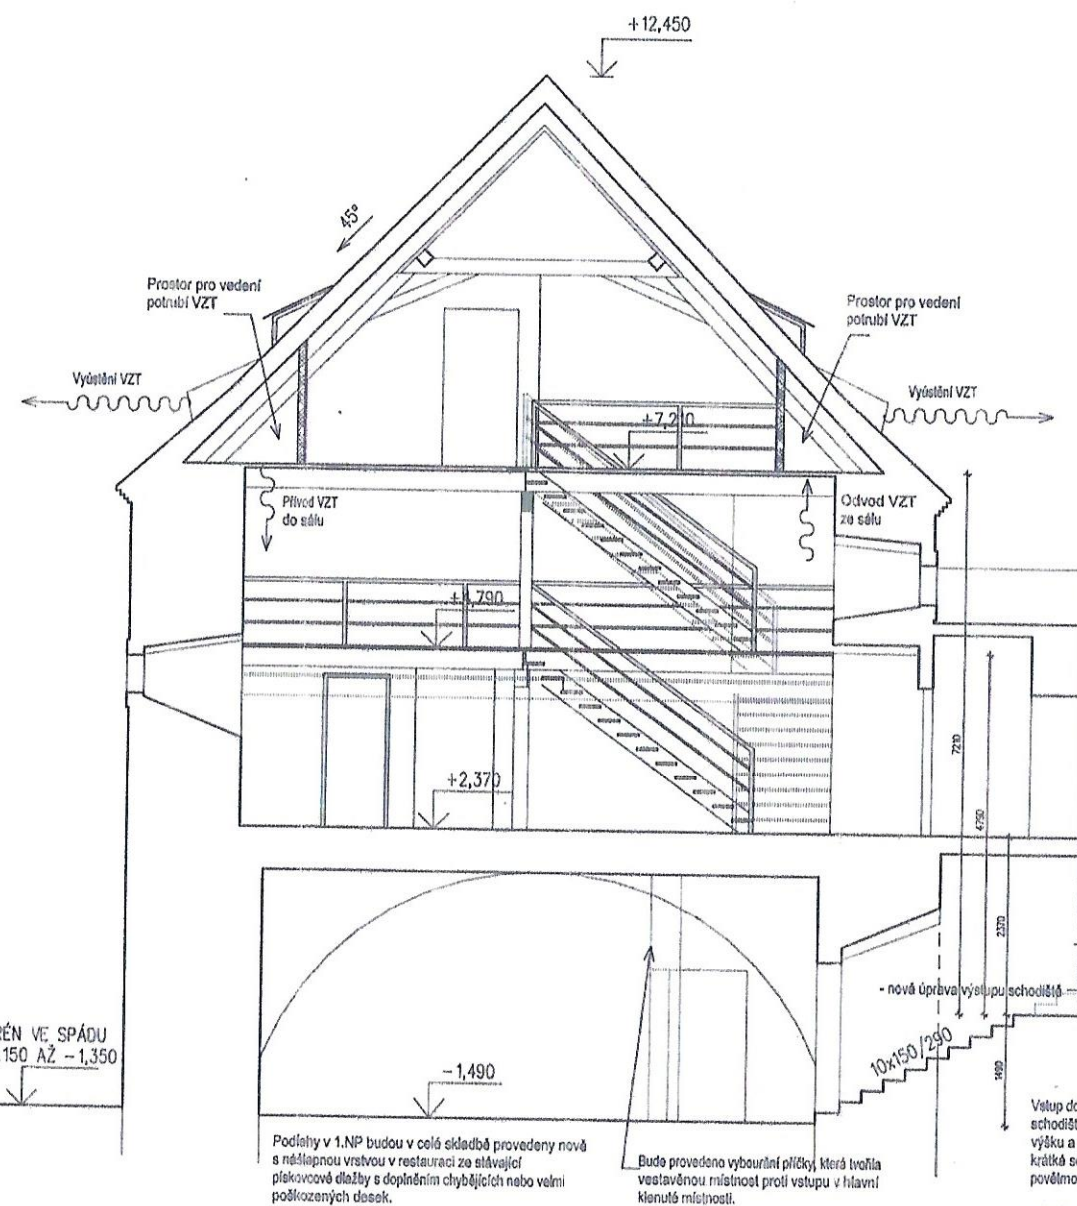 +12,450
45°
Prostor pro vedení
potrubí VZT
Prostor pro vedení
potrubí VZT
Vyústění VZT
Vyústění VZT
+7,210
Přívod VZT
do sálu
Odvod VZT
ze sálu
+4,790
7210
+2,370
4790
2370
- nová úprava výstupu schodiště
RÉN VE SPÁDU
150 AŽ -1,350
10x150/290
-1,490
1490
Podlahy v 1.NP budou v celé skladbě provedeny nově
s nášlapnou vrstvou v restauraci ze stávající
pískovcové dlažby s doplněním chybějících nebo velmi
poškozených desek.
Bude provedeno vybourání příčky, která tvořila
vestavěnou místnost proti vstupu v hlavní
klenuté místnosti.
Vstup do
schodišt
výšku a
krátké s
povělmo